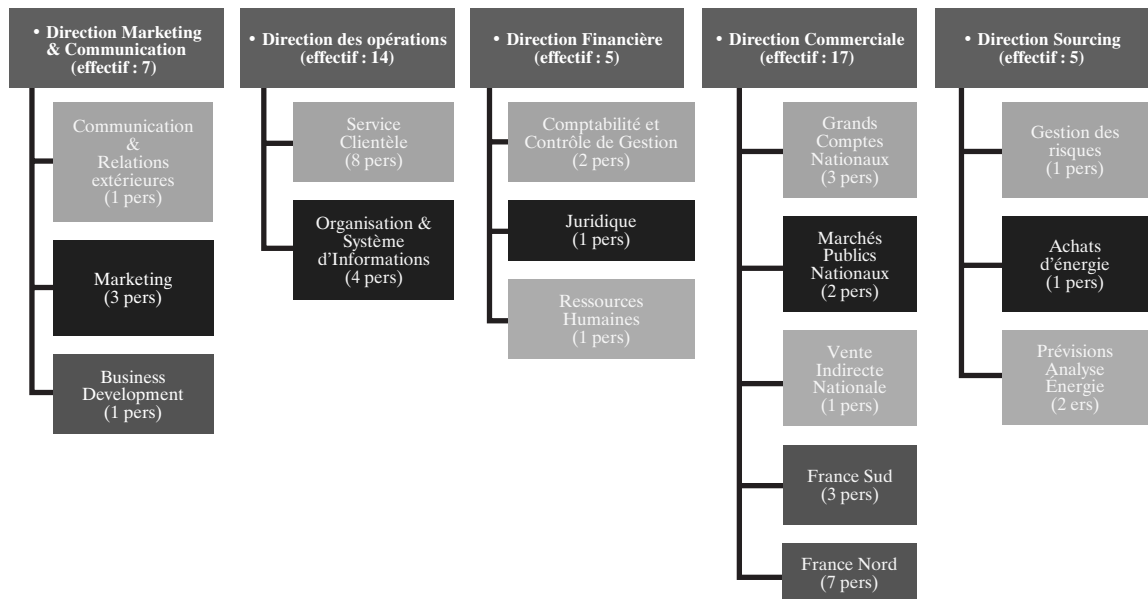 • Direction Marketing
& Communication
(effectif : 7)
Communication
&
Relations
extérieures
(1 pers)
Marketing
(3 pers)
Business
Development
(1 pers)
• Direction des opérations
(effectif : 14)
Service
Clientèle
(8 pers)
Organisation &
Système
d'Informations
(4 pers)
• Direction Financière
(effectif : 5)
Comptabilité et
Contrôle de Gestion
(2 pers)
Juridique
(1 pers)
Ressources
Humaines
(1 pers)
• Direction Commerciale
(effectif : 17)
Grands
Comptes
Nationaux
(3 pers)
Marchés
Publics
Nationaux
(2 pers)
Vente
Indirecte
Nationale
(1 pers)
France Sud
(3 pers)
France Nord
(7 pers)
• Direction Sourcing
(effectif : 5)
Gestion des
risques
(1 pers)
Achats
d'énergie
(1 pers)
Prévisions
Analyse
Énergie
(2 ers)